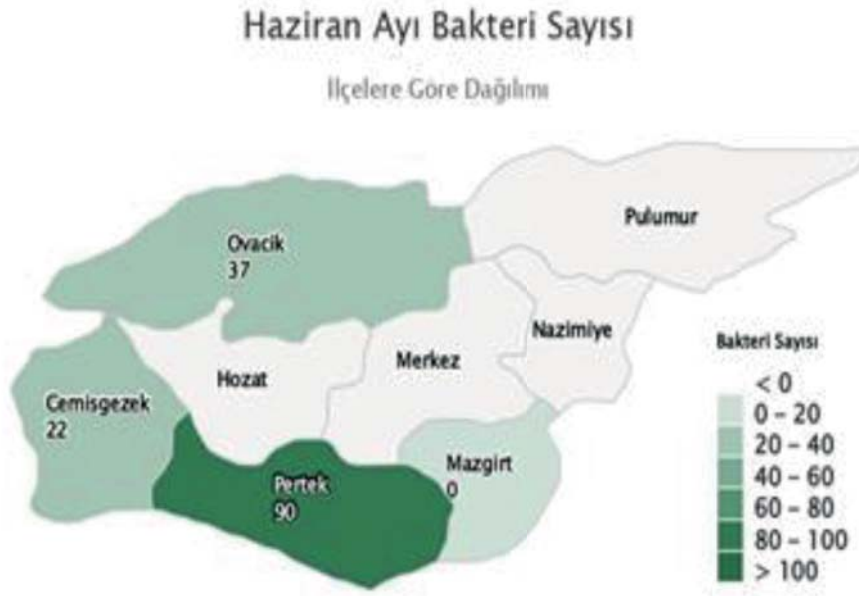 Haziran Ayı Bakteri Sayısı
İlçelere Göre Dağılımı
Pulumur
Ovacik
37
Nazimiye
Merkez
Hozat
Cemisgezek
22
Mazgirt
0
Pertek
90
Bakteri Sayısı
< 0
0 – 20
20 – 40
40 – 60
60 – 80
80 – 100
> 100